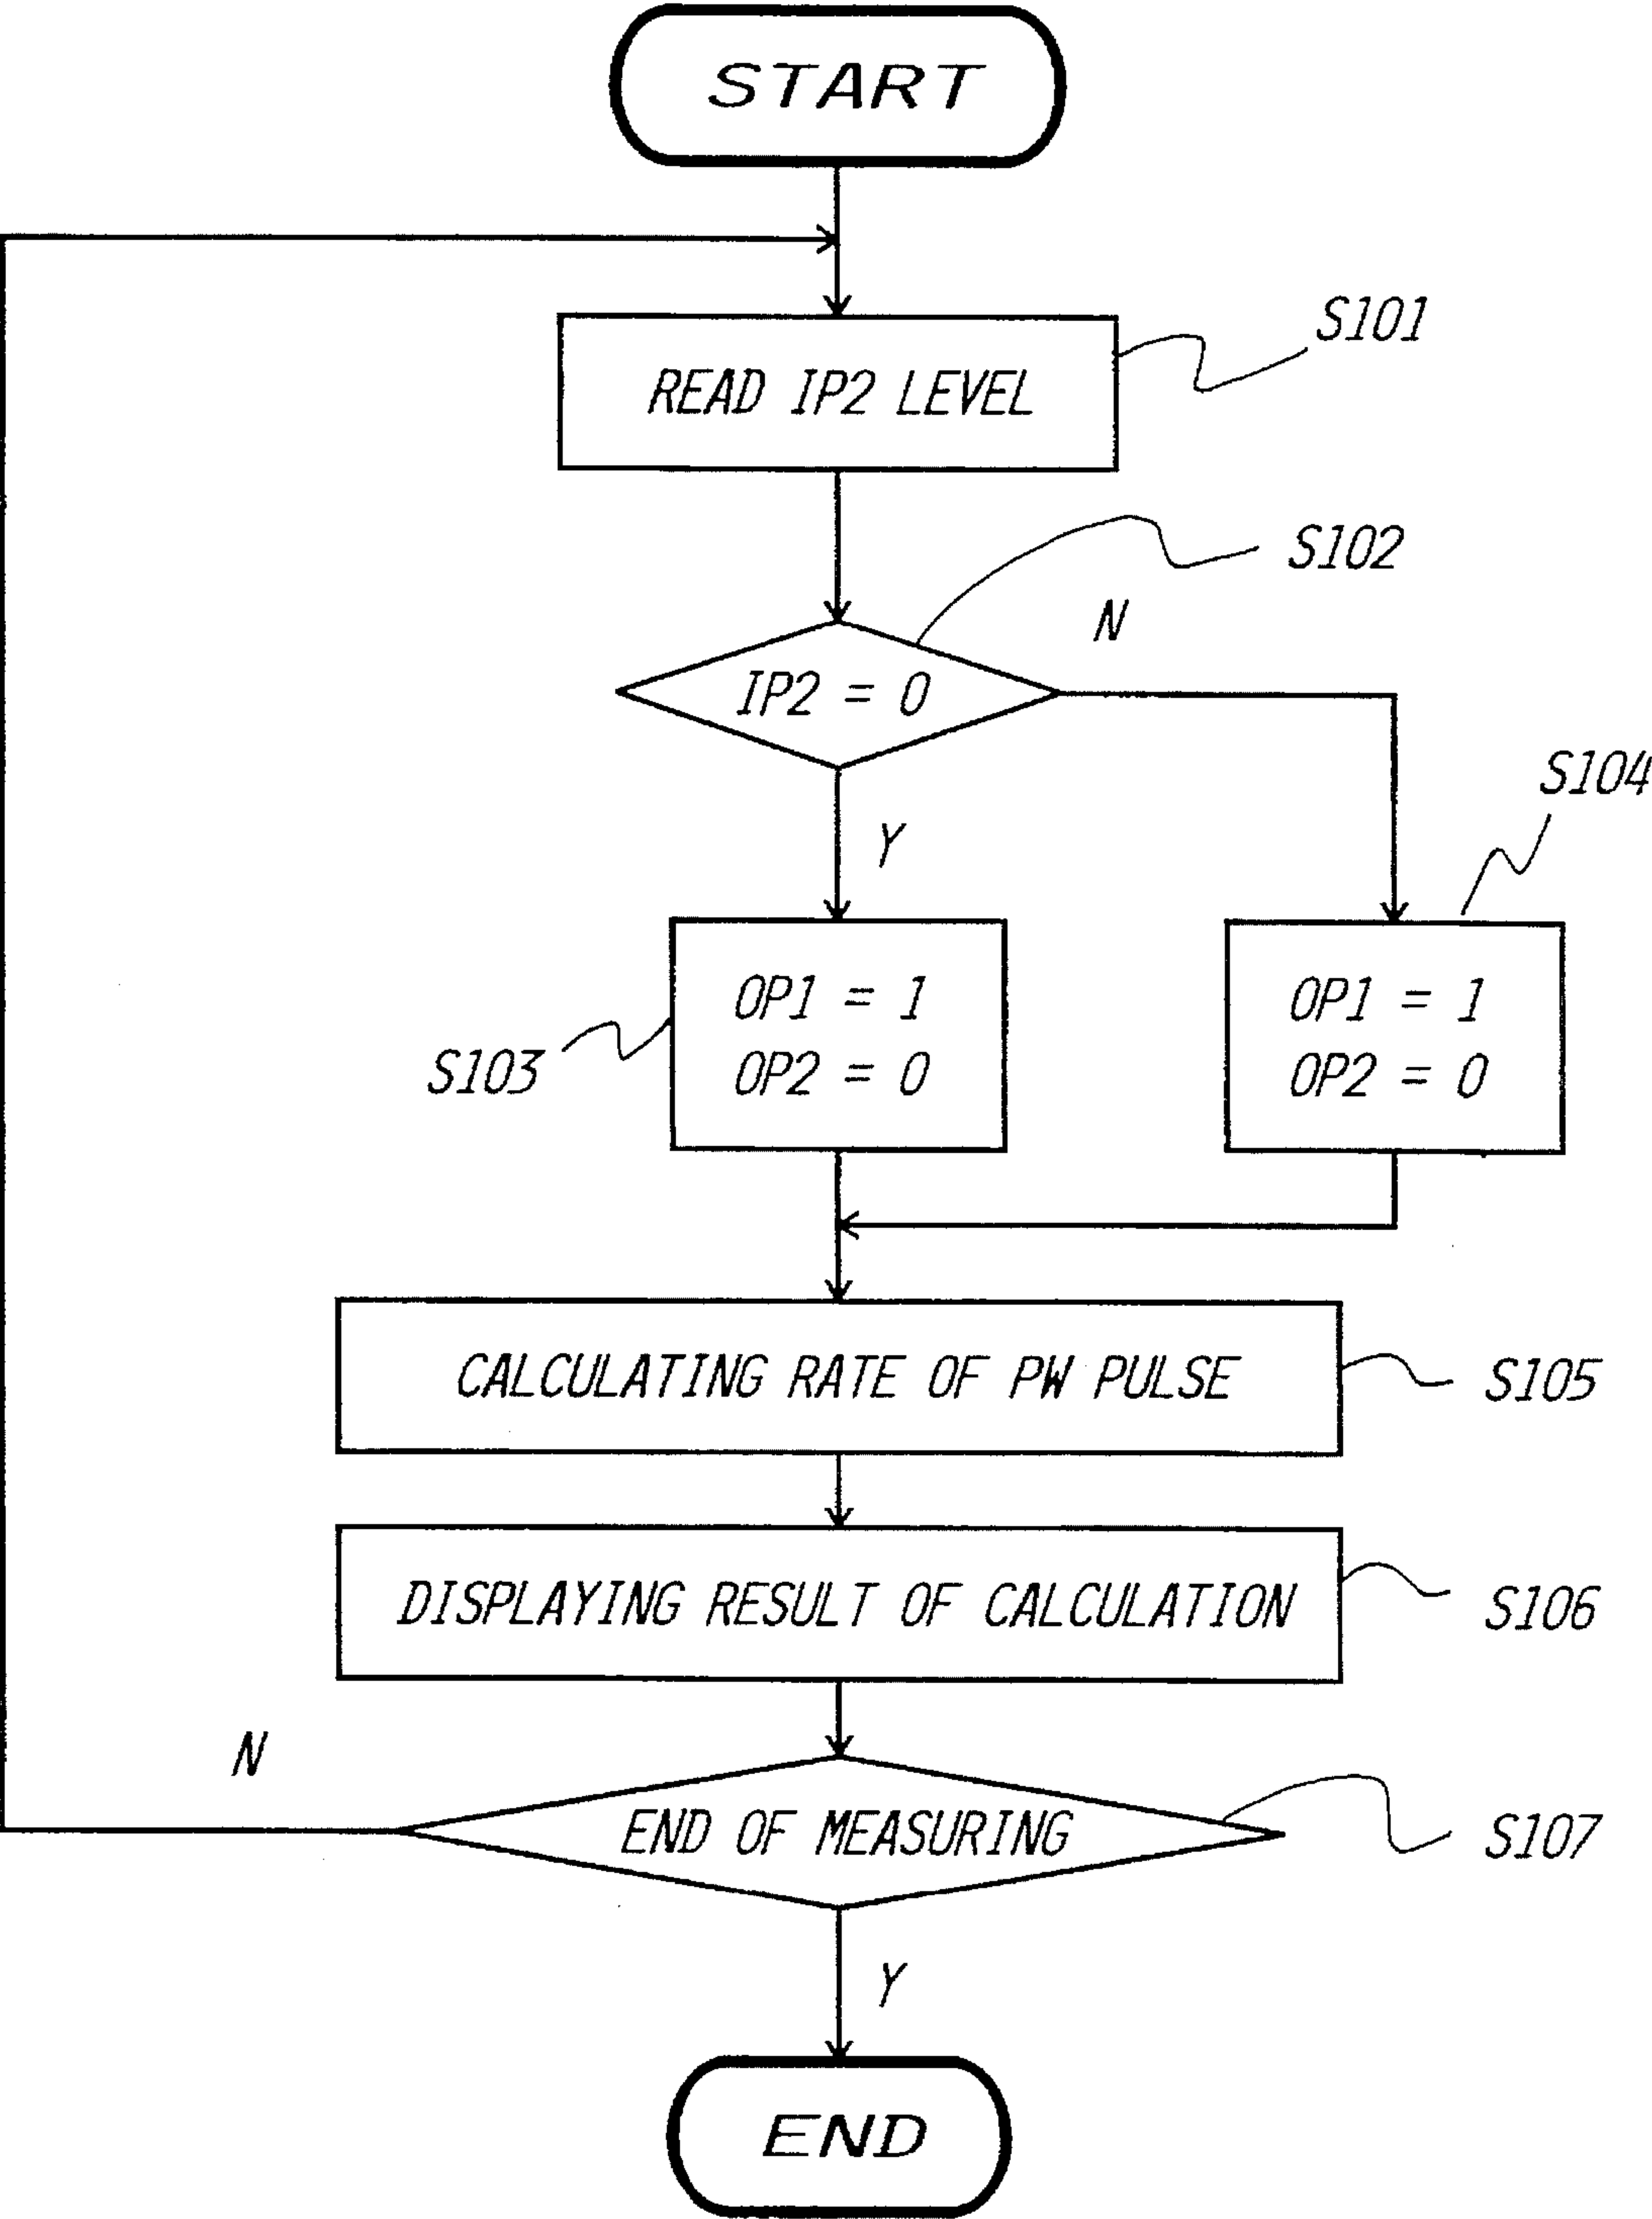 START
S101
READ IP2 LEVEL
S102
N
IP2 = 0
S104
Y
OP1 = 1
OP2 = 0
OP1 = 1
OP2 = 0
S103
CALCULATING RATE OF PW PULSE
S105
DISPLAYING RESULT OF CALCULATION
S106
N
END OF MEASURING
S107
Y
END